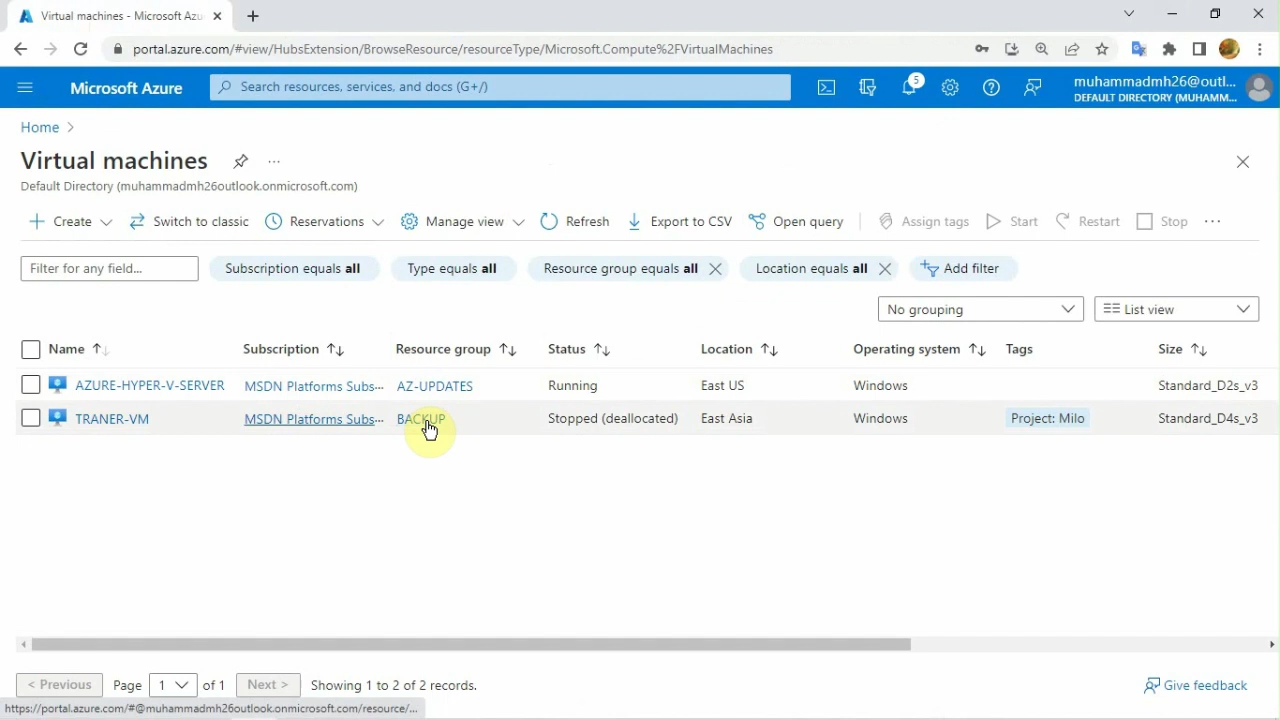 Virtual machines - Microsoft Azu
portal.azure.com/#view/HubsExtension/BrowseResource/resourceType/Microsoft.Compute%2FVirtualMachines
Microsoft Azure
Search resources, services, and docs (G+/)
5
muhammadmh26@outl...
DEFAULT DIRECTORY (MUHAMM...
Home >
Virtual machines
...
Default Directory (muhammadmh26outlook.onmicrosoft.com)
Create Switch to classic Reservations Manage view Refresh Export to CSV Open query Assign tags Start Restart Stop ...
Filter for any field... Subscription equals all Type equals all Resource group equals all Location equals all Add filter
No grouping List view
Name Subscription Resource group Status Location Operating system Tags Size
AZURE-HYPER-V-SERVER MSDN Platforms Subs... AZ-UPDATES Running East US Windows Standard_D2s_v3
TRANER-VM MSDN Platforms Subs... BACKUP Stopped (deallocated) East Asia Windows Project: Milo Standard_D4s_v3
< Previous Page 1 of 1 Next > Showing 1 to 2 of 2 records. Give feedback
https://portal.azure.com/#@muhammadmh26outlook.onmicrosoft.com/resource/...